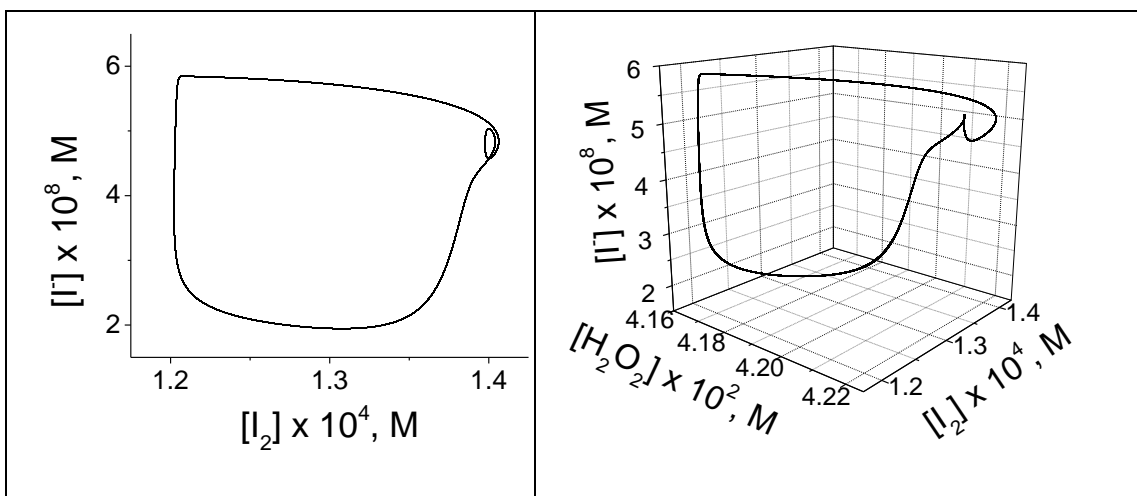 6
4
2
1.2 1.3 1.4
[I⁻] x 10⁸, M
[I₂] x 10⁴, M
6
5
4
3
2
[I⁻] x 10⁸, M
4.16
4.18
4.20
4.22
[H₂O₂] x 10², M
1.2
1.3
1.4
[I₂] x 10⁴, M